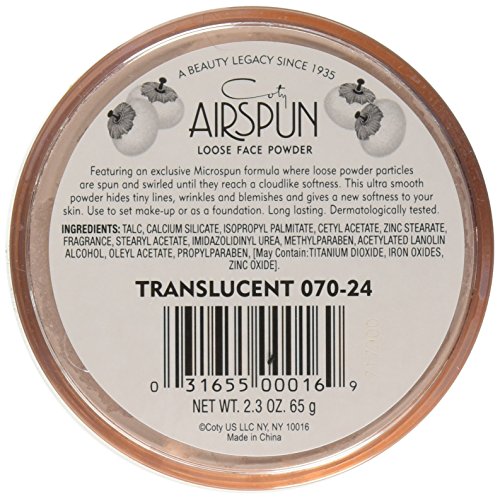 A BEAUTY LEGACY SINCE 1935
Coty
AIRSPUN
LOOSE FACE POWDER
Featuring an exclusive Microspun formula where loose powder particles
are spun and swirled until they reach a cloudlike softness. This ultra smooth
powder hides tiny lines, wrinkles and blemishes and gives a new softness to your
skin. Use to set make-up or as a foundation. Long lasting. Dermatologically tested.
INGREDIENTS: TALC, CALCIUM SILICATE, ISOPROPYL PALMITATE, CETYL ACETATE, ZINC STEARATE,
FRAGRANCE, STEARYL ACETATE, IMIDAZOLIDINYL UREA, METHYLPARABEN, ACETYLATED LANOLIN
ALCOHOL, OLEYL ACETATE, PROPYLPARABEN, [May Contain:TITANIUM DIOXIDE, IRON OXIDES,
ZINC OXIDE].
TRANSLUCENT 070-24
0 31655 00016 9
NET WT. 2.3 OZ. 65 g
©Coty US LLC NY, NY 10016
Made in China